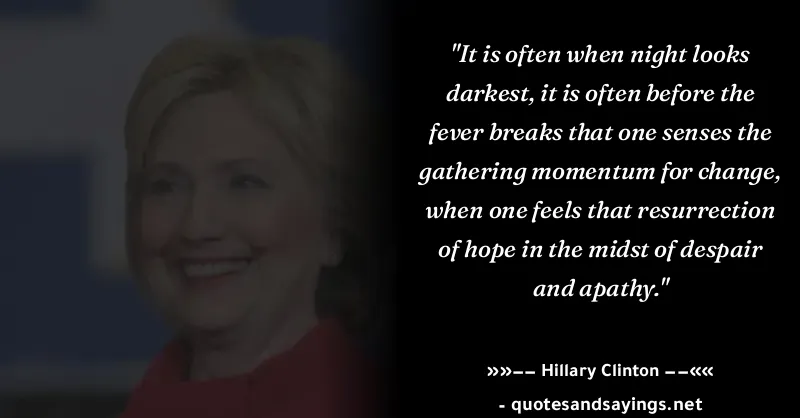 "It is often when night looks
darkest, it is often before the
fever breaks that one senses the
gathering momentum for change,
when one feels that resurrection
of hope in the midst of despair
and apathy."
»»−− Hillary Clinton −−««
- quotesandsayings.net